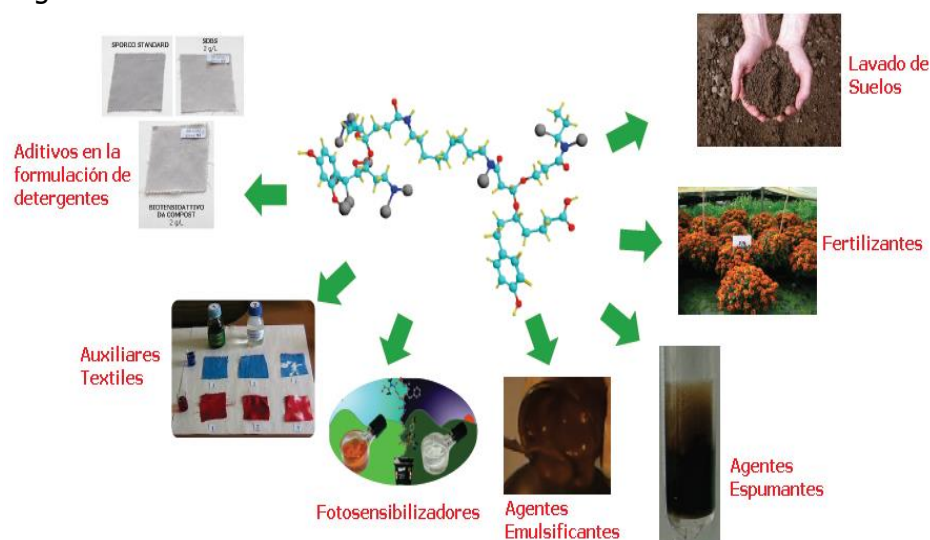 SPORCO STANDARD
SDBS
2 g/L
Aditivos en la
formulación de
detergentes
BIOTENSIOATTIVO
DA COMPOST
2 g/L
Lavado de
Suelos
Fertilizantes
Auxiliares
Textiles
Fotosensibilizadores
Agentes
Emulsificantes
Agentes
Espumantes